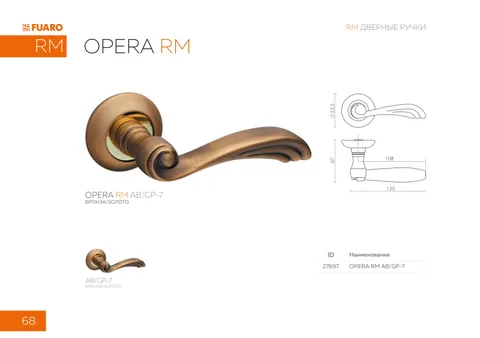 FUARO
RM
OPERA RM
RM ДВЕРНЫЕ РУЧКИ
OPERA RM AB/GP-7
БРОНЗА/ЗОЛОТО
108
67
120
AB/GP-7
БРОНЗА/ЗОЛОТО
ID Наименование
27697 OPERA RM AB/GP-7
68